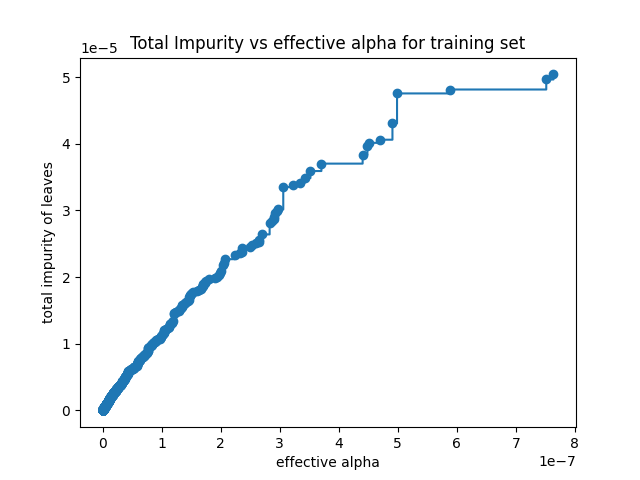 Total Impurity vs effective alpha for training set
1e−5
5
4
3
2
1
0
total impurity of leaves
0 1 2 3 4 5 6 7 8
1e−7
effective alpha